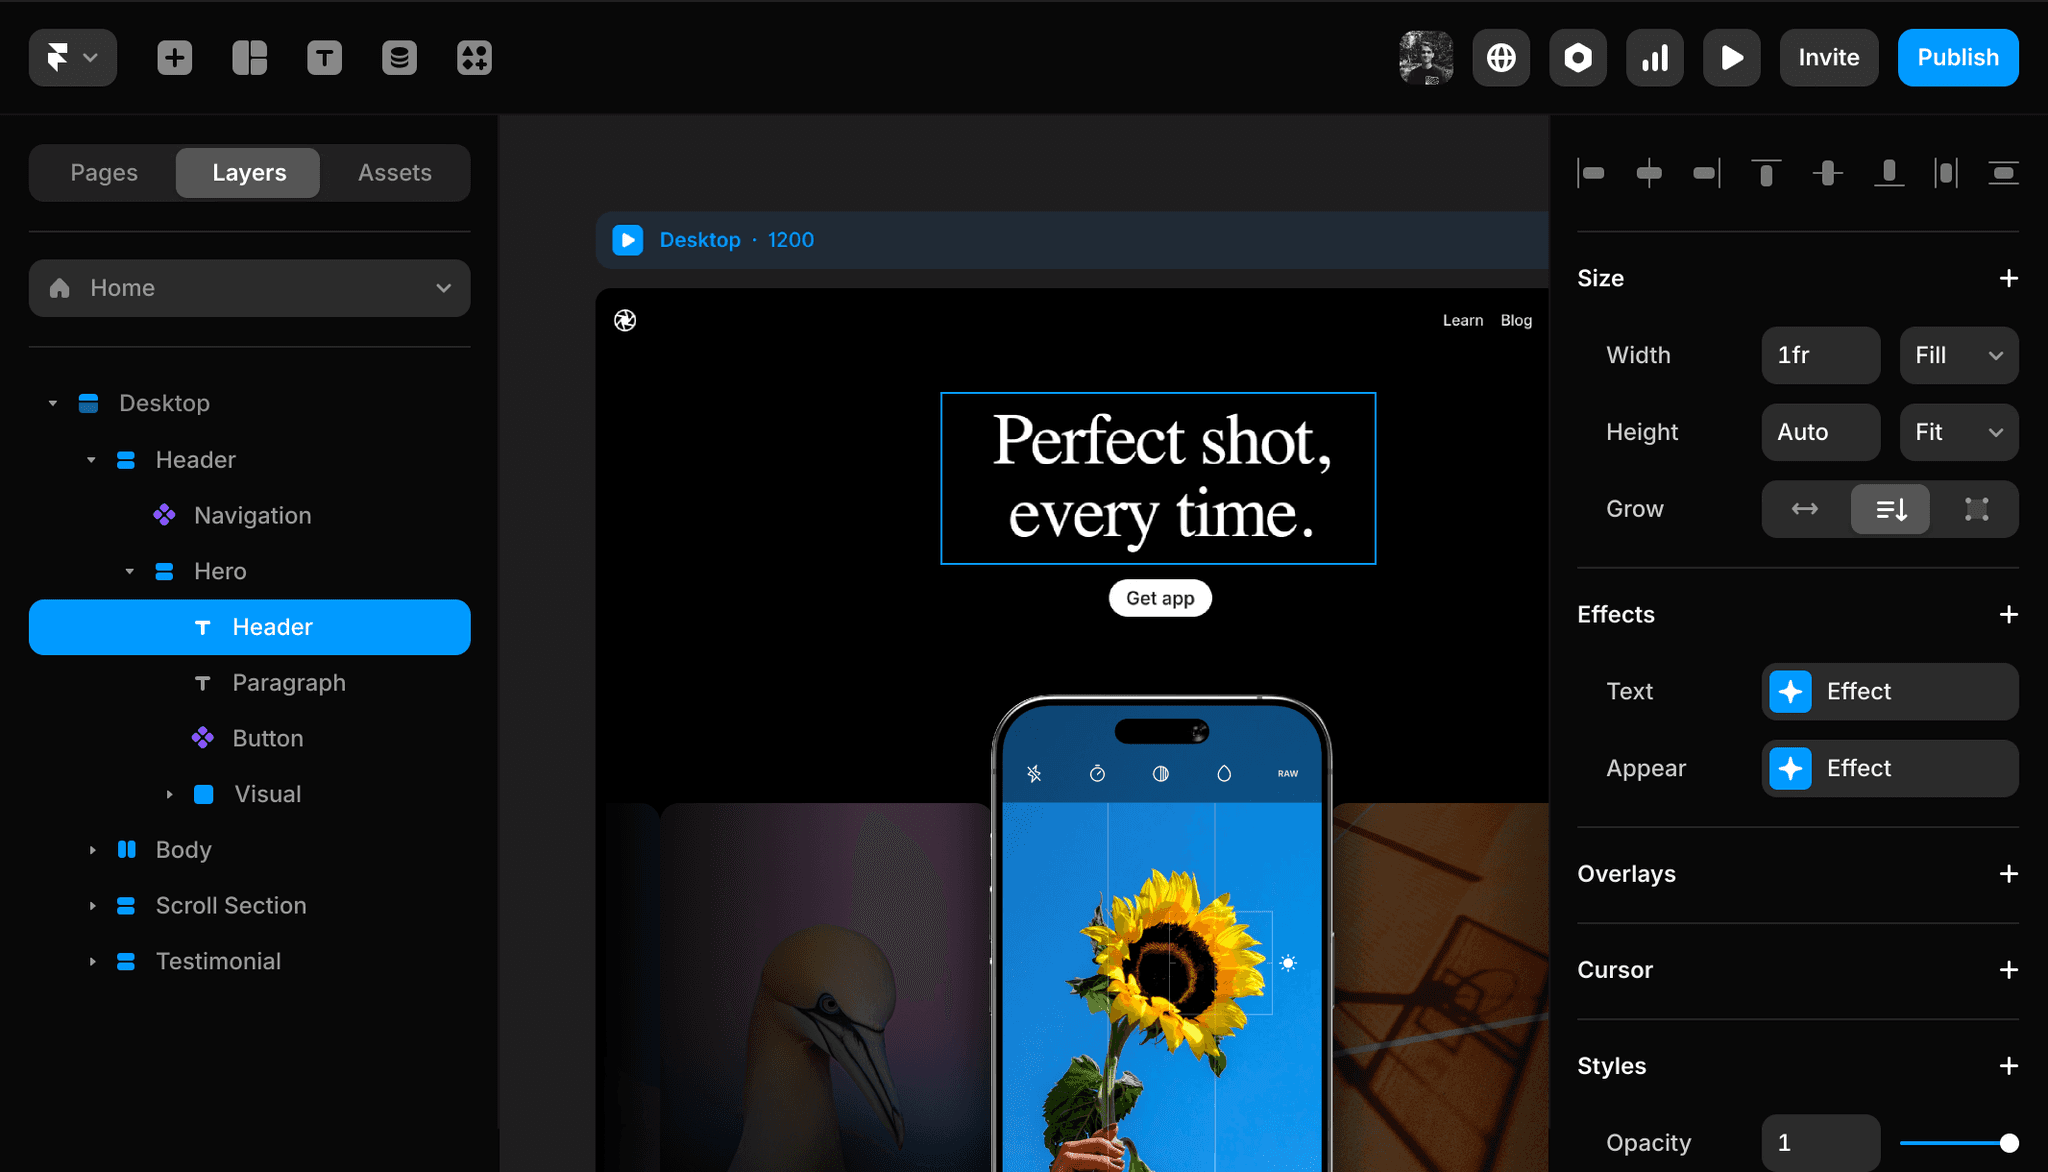 Invite
Publish
Pages
Layers
Assets
Home
Desktop
Header
Navigation
Hero
Header
Paragraph
Button
Visual
Body
Scroll Section
Testimonial
Desktop · 1200
Learn
Blog
Perfect shot,
every time.
Get app
RAW
Size
Width
1fr
Fill
Height
Auto
Fit
Grow
Effects
Text
Effect
Appear
Effect
Overlays
Cursor
Styles
Opacity
1